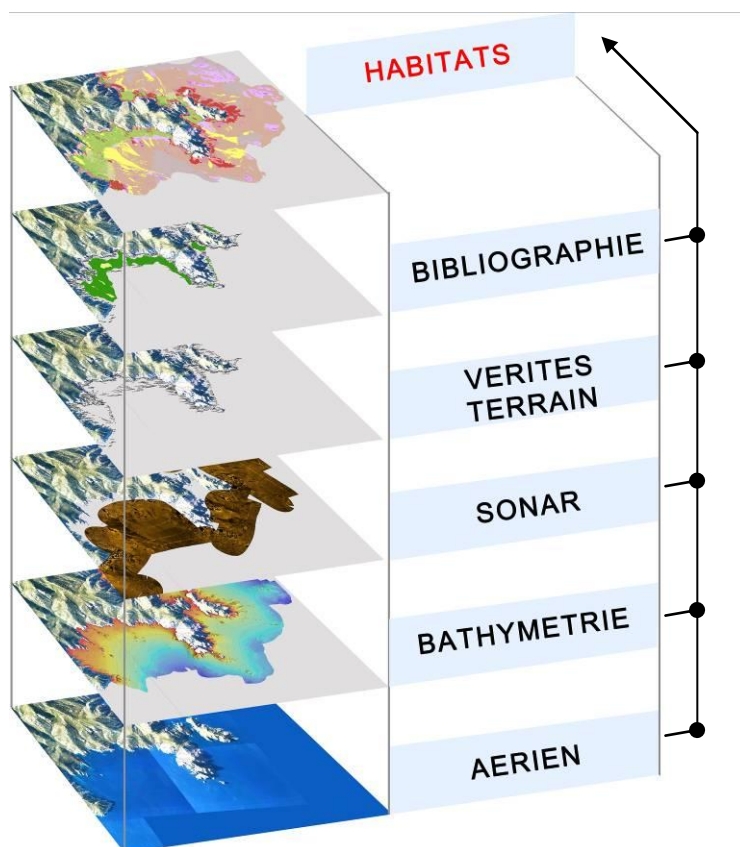 HABITATS
BIBLIOGRAPHIE
VERITES
TERRAIN
SONAR
BATHYMETRIE
AERIEN